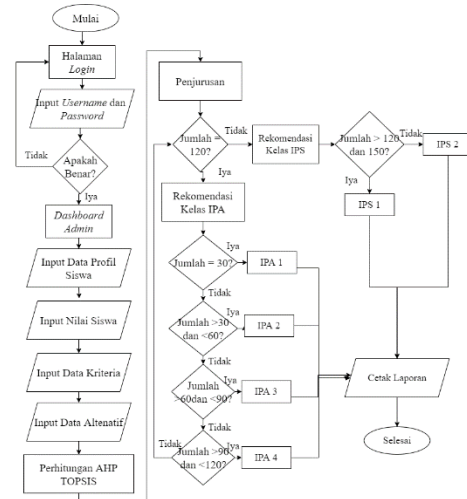 Mulai
Halaman
Login
Input Username dan
Password
Tidak
Apakah
Benar?
Iya
Dashboard
Admin
Input Data Profil
Siswa
Input Nilai Siswa
Input Data Kriteria
Input Data Altenatif
Perhitungan AHP
TOPSIS
Penjurusan
Jumlah =
120?
Tidak
Rekomendasi
Kelas IPS
Jumlah > 120
dan 150?
Tidak
IPS 2
Iya
IPS 1
Iya
Rekomendasi
Kelas IPA
Jumlah = 30?
Iya
IPA 1
Tidak
Jumlah >30
dan <60?
Iya
IPA 2
Tidak
Jumlah
>60dan <90?
Iya
IPA 3
Tidak
Jumlah >90
dan <120?
Iya
IPA 4
Tidak
Cetak Laporan
Selesai